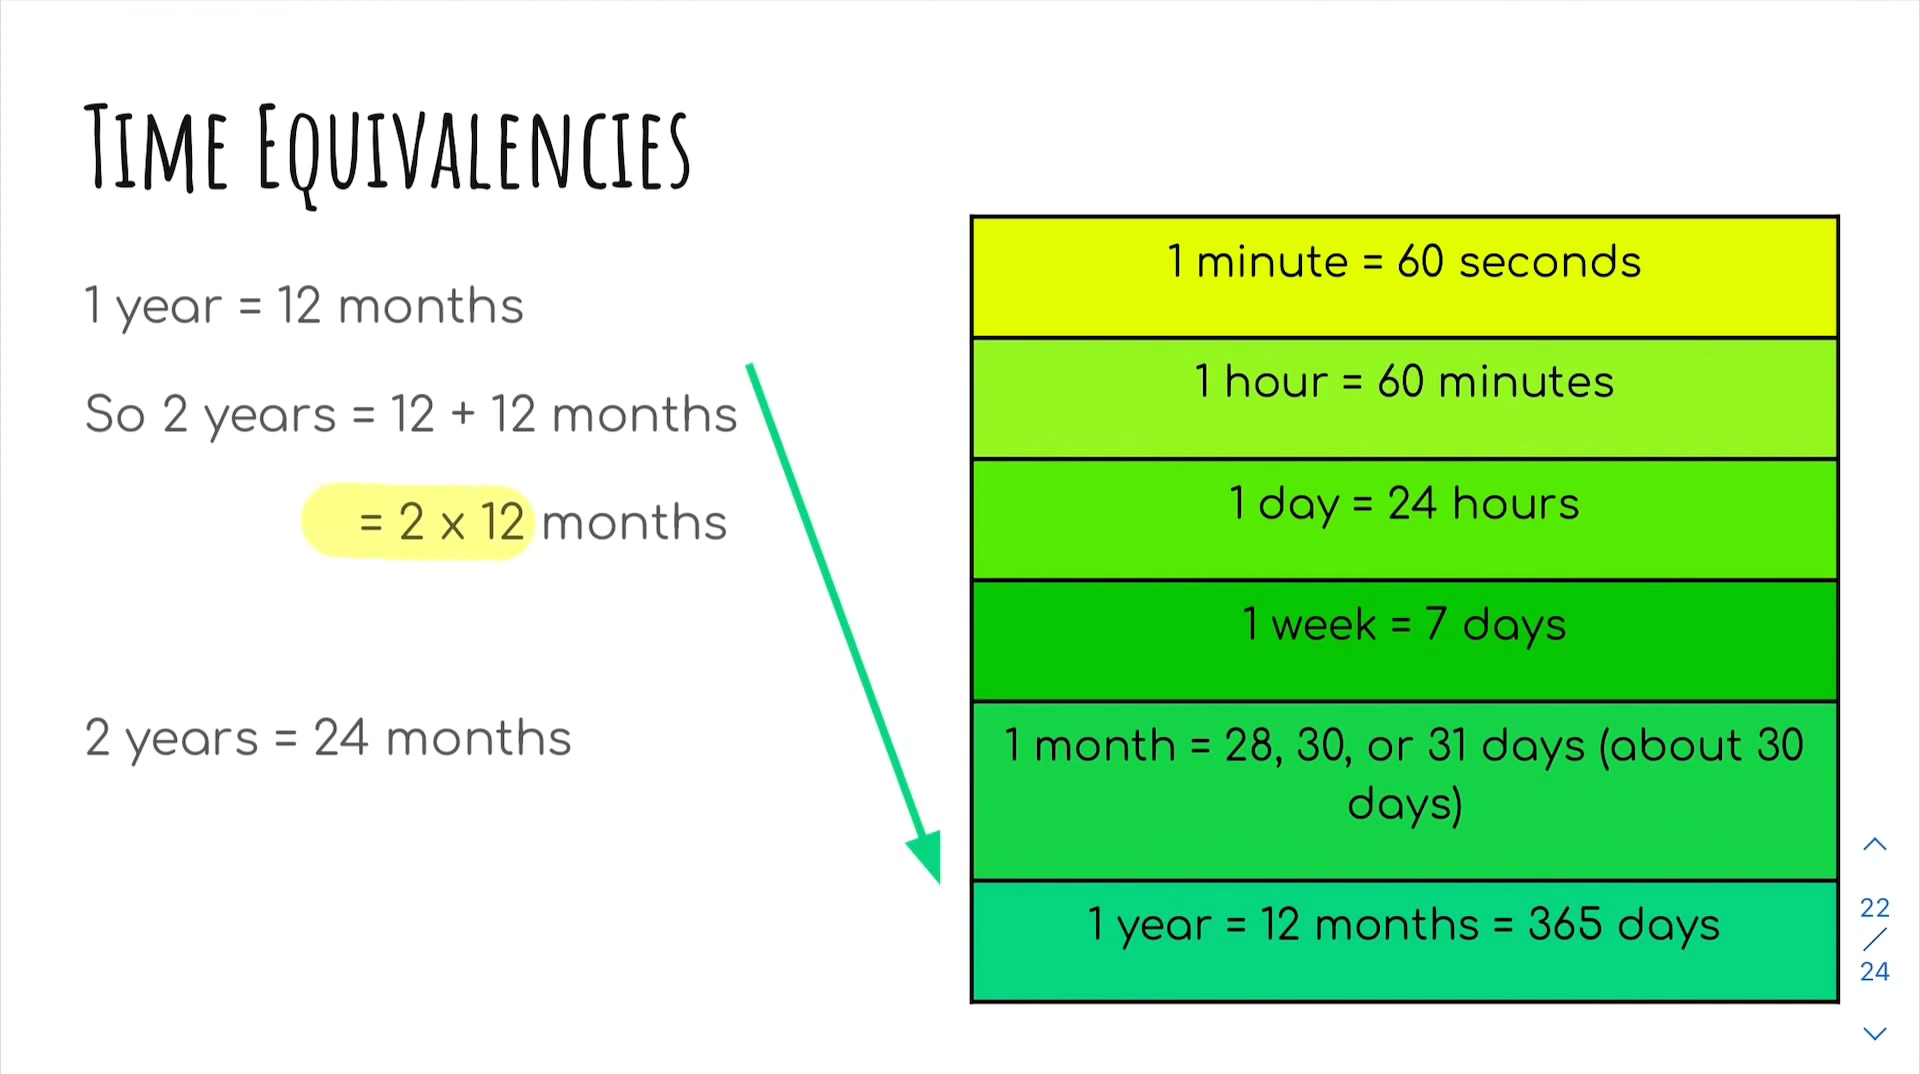 Time Equivalencies
1 year = 12 months
So 2 years = 12 + 12 months
= 2 x 12 months
2 years = 24 months
1 minute = 60 seconds
1 hour = 60 minutes
1 day = 24 hours
1 week = 7 days
1 month = 28, 30, or 31 days (about 30
days)
1 year = 12 months = 365 days
22
/
24